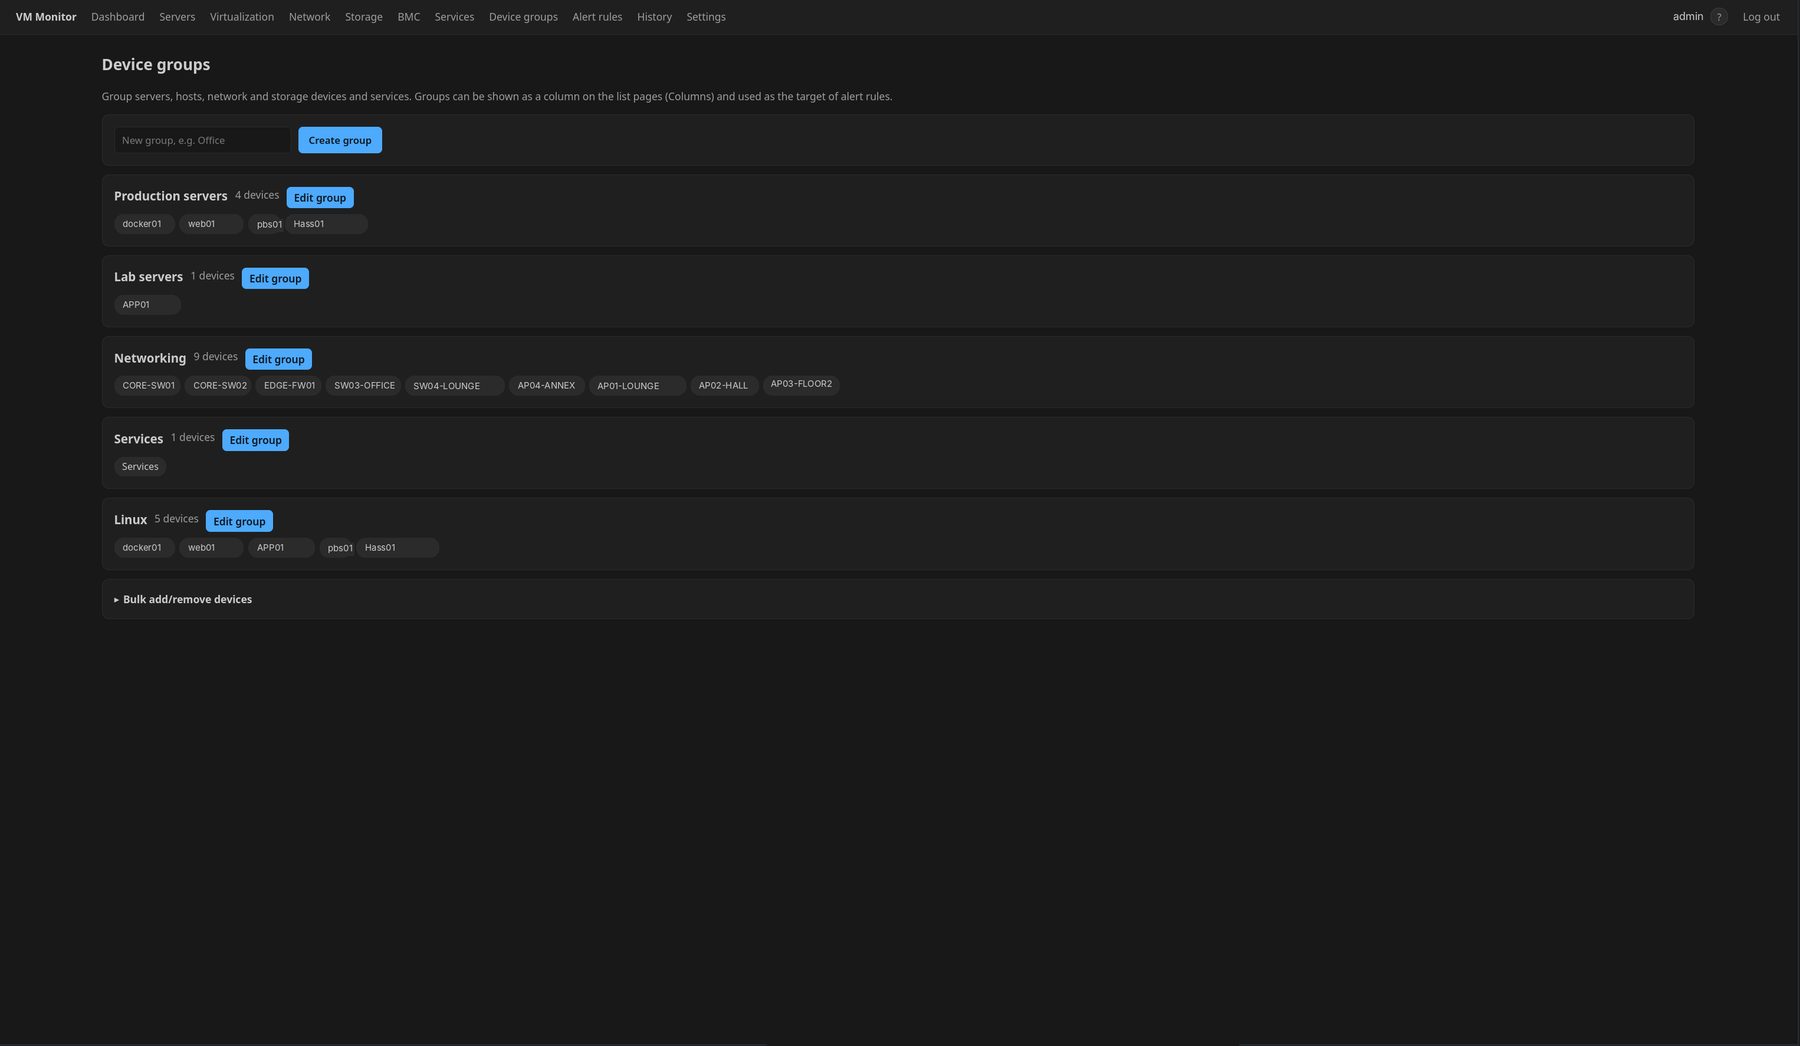 VM Monitor Dashboard Servers Virtualization Network Storage BMC Services Device groups Alert rules History Settings admin ? Log out
Device groups
Group servers, hosts, network and storage devices and services. Groups can be shown as a column on the list pages (Columns) and used as the target of alert rules.
New group, e.g. Office Create group
Production servers 4 devices Edit group
docker01 web01 pbs01 Hass01
Lab servers 1 devices Edit group
APP01
Networking 9 devices Edit group
CORE-SW01 CORE-SW02 EDGE-FW01 SW03-OFFICE SW04-LOUNGE AP04-ANNEX AP01-LOUNGE AP02-HALL AP03-FLOOR2
Services 1 devices Edit group
Services
Linux 5 devices Edit group
docker01 web01 APP01 pbs01 Hass01
▸ Bulk add/remove devices